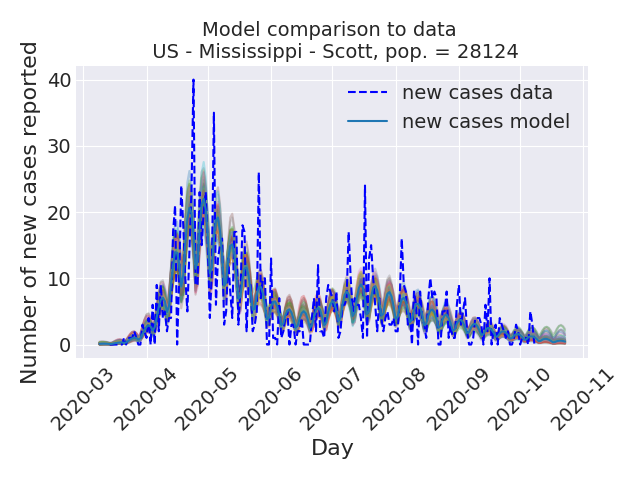 Model comparison to data
US - Mississippi - Scott, pop. = 28124
Number of new cases reported
40
30
20
10
0
new cases data
new cases model
2020-03
2020-04
2020-05
2020-06
2020-07
2020-08
2020-09
2020-10
2020-11
Day